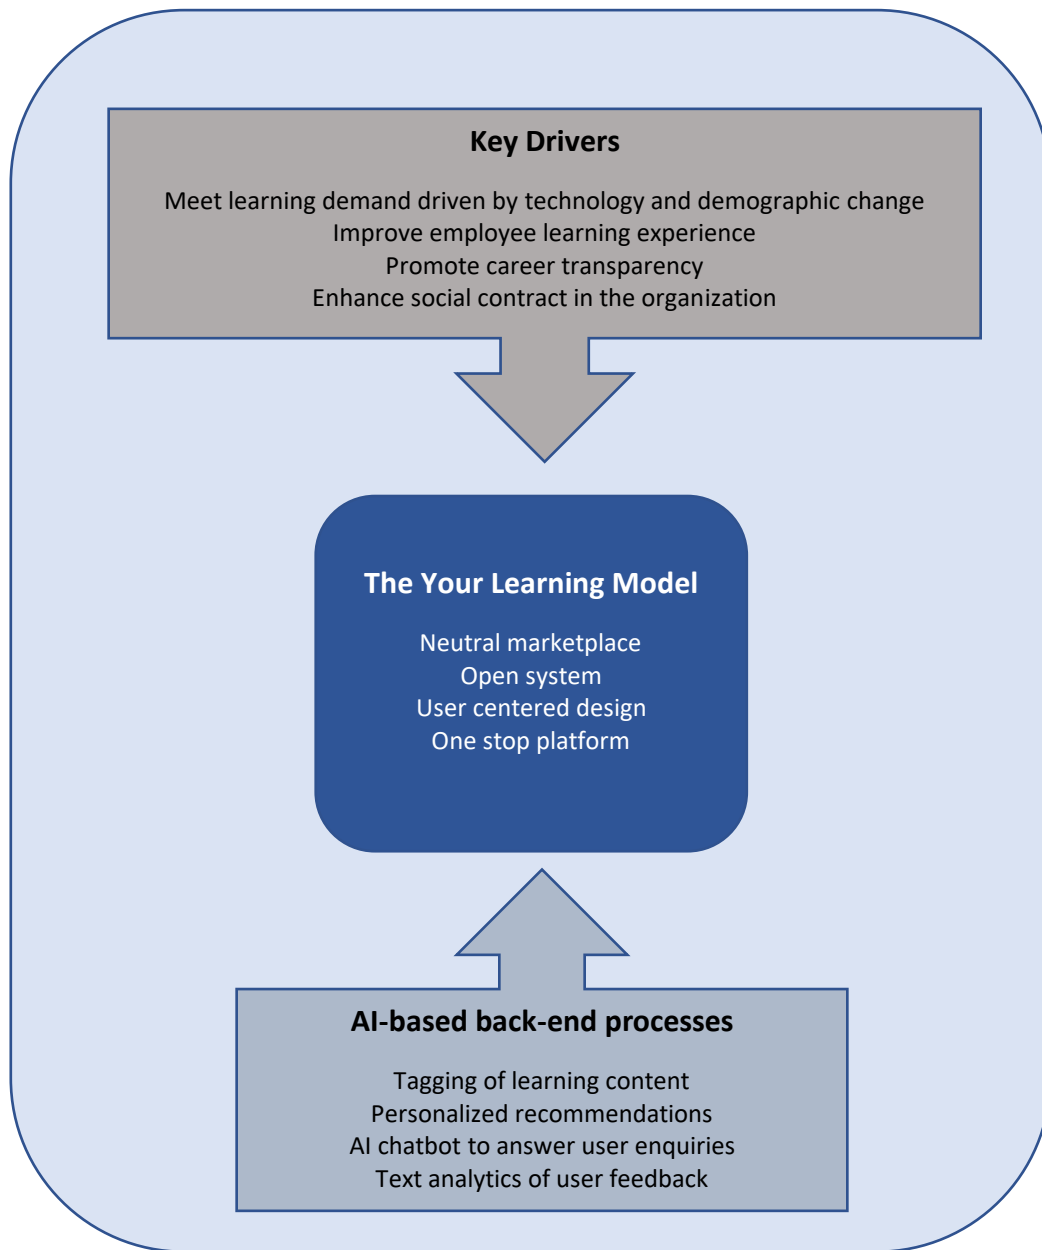 Key Drivers
Meet learning demand driven by technology and demographic change
Improve employee learning experience
Promote career transparency
Enhance social contract in the organization
The Your Learning Model
Neutral marketplace
Open system
User centered design
One stop platform
AI-based back-end processes
Tagging of learning content
Personalized recommendations
AI chatbot to answer user enquiries
Text analytics of user feedback